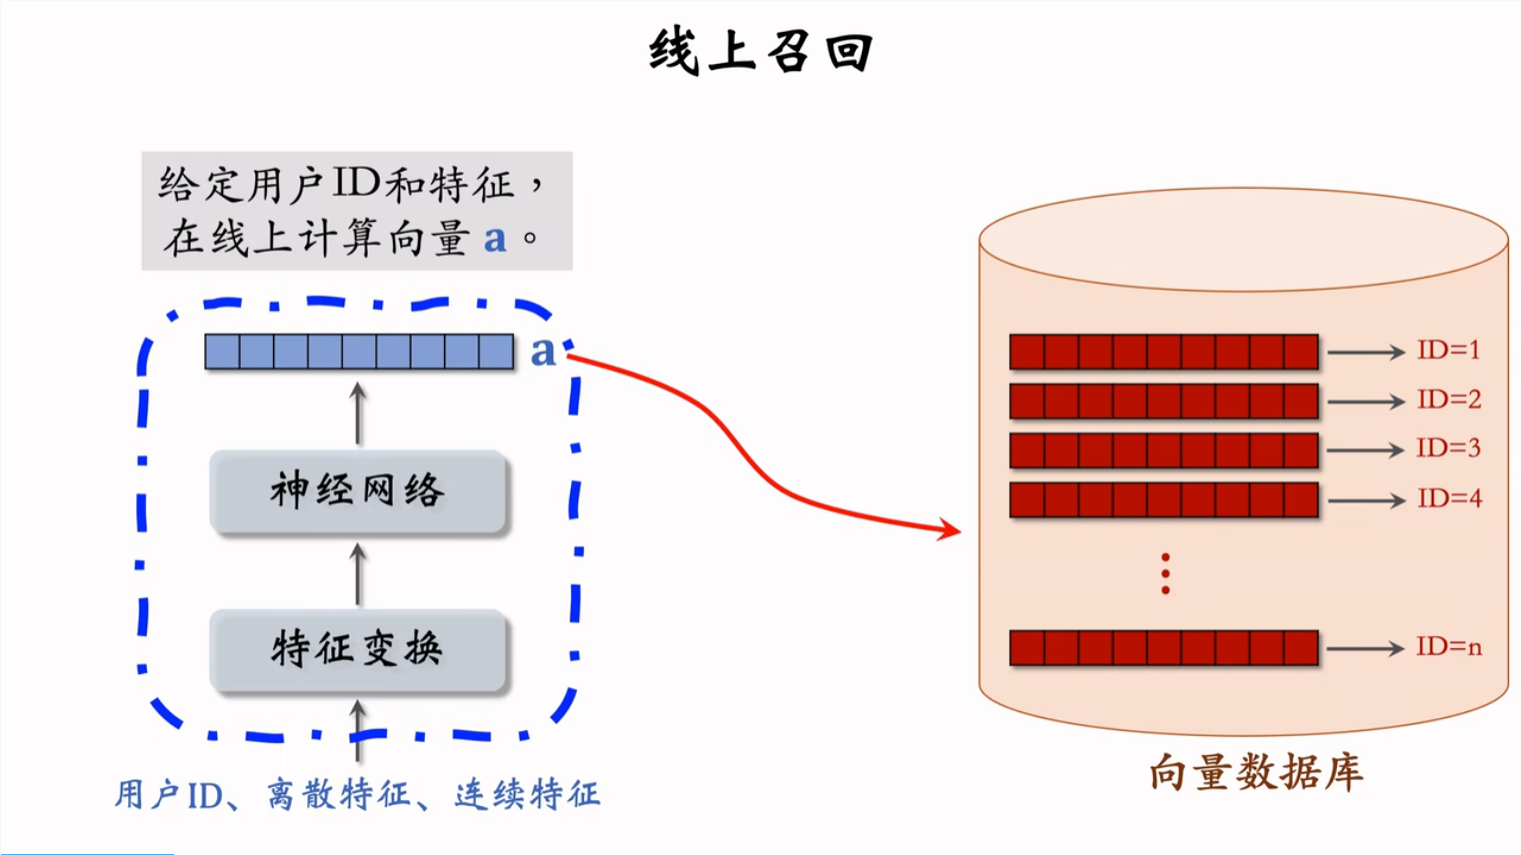 线上召回
给定用户ID和特征，
在线上计算向量 a。
a
神经网络
特征变换
用户ID、离散特征、连续特征
ID=1
ID=2
ID=3
ID=4
ID=n
向量数据库